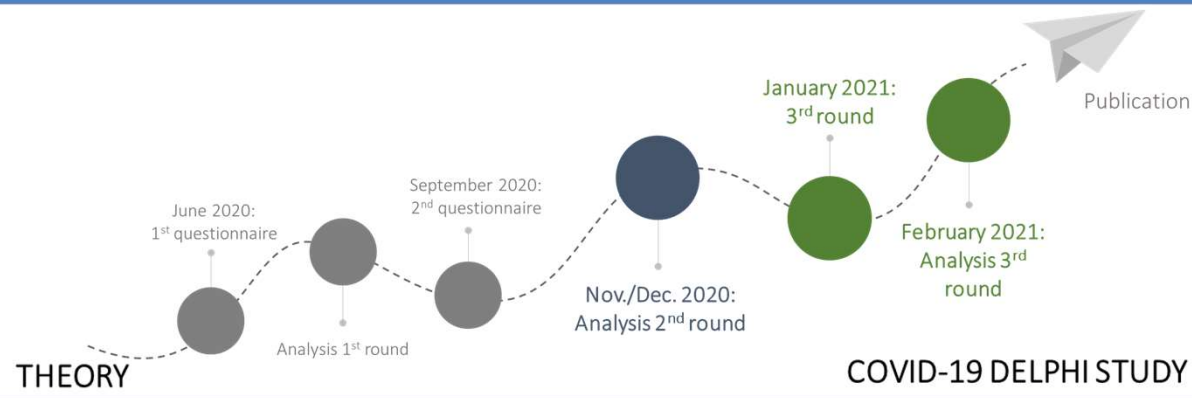 June 2020:
1st questionnaire
Analysis 1st round
September 2020:
2nd questionnaire
Nov./Dec. 2020:
Analysis 2nd round
January 2021:
3rd round
February 2021:
Analysis 3rd
round
Publication
THEORY
COVID-19 DELPHI STUDY